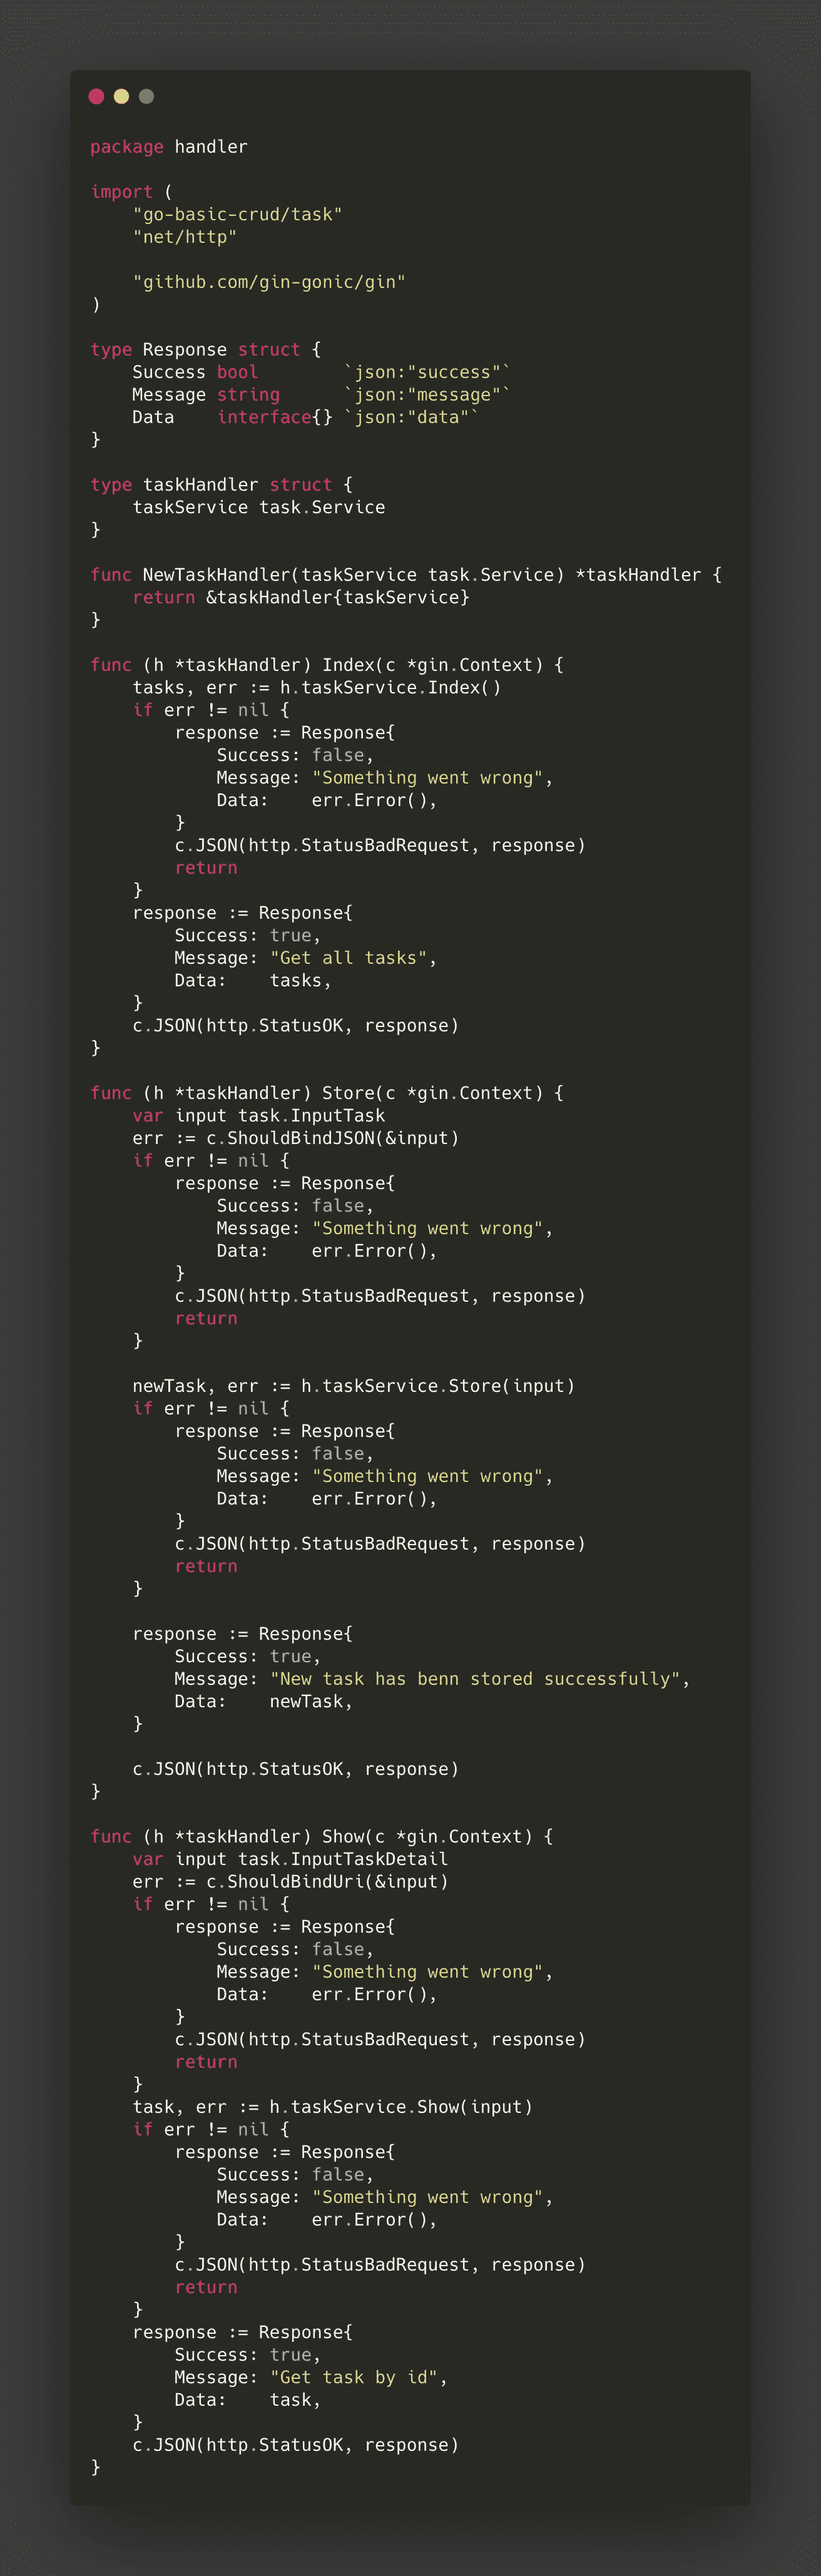 package handler

import (
    "go-basic-crud/task"
    "net/http"

    "github.com/gin-gonic/gin"
)

type Response struct {
    Success bool        `json:"success"`
    Message string      `json:"message"`
    Data    interface{} `json:"data"`
}

type taskHandler struct {
    taskService task.Service
}

func NewTaskHandler(taskService task.Service) *taskHandler {
    return &taskHandler{taskService}
}

func (h *taskHandler) Index(c *gin.Context) {
    tasks, err := h.taskService.Index()
    if err != nil {
        response := Response{
            Success: false,
            Message: "Something went wrong",
            Data:    err.Error(),
        }
        c.JSON(http.StatusBadRequest, response)
        return
    }
    response := Response{
        Success: true,
        Message: "Get all tasks",
        Data:    tasks,
    }
    c.JSON(http.StatusOK, response)
}

func (h *taskHandler) Store(c *gin.Context) {
    var input task.InputTask
    err := c.ShouldBindJSON(&input)
    if err != nil {
        response := Response{
            Success: false,
            Message: "Something went wrong",
            Data:    err.Error(),
        }
        c.JSON(http.StatusBadRequest, response)
        return
    }

    newTask, err := h.taskService.Store(input)
    if err != nil {
        response := Response{
            Success: false,
            Message: "Something went wrong",
            Data:    err.Error(),
        }
        c.JSON(http.StatusBadRequest, response)
        return
    }

    response := Response{
        Success: true,
        Message: "New task has benn stored successfully",
        Data:    newTask,
    }

    c.JSON(http.StatusOK, response)
}

func (h *taskHandler) Show(c *gin.Context) {
    var input task.InputTaskDetail
    err := c.ShouldBindUri(&input)
    if err != nil {
        response := Response{
            Success: false,
            Message: "Something went wrong",
            Data:    err.Error(),
        }
        c.JSON(http.StatusBadRequest, response)
        return
    }
    task, err := h.taskService.Show(input)
    if err != nil {
        response := Response{
            Success: false,
            Message: "Something went wrong",
            Data:    err.Error(),
        }
        c.JSON(http.StatusBadRequest, response)
        return
    }
    response := Response{
        Success: true,
        Message: "Get task by id",
        Data:    task,
    }
    c.JSON(http.StatusOK, response)
}